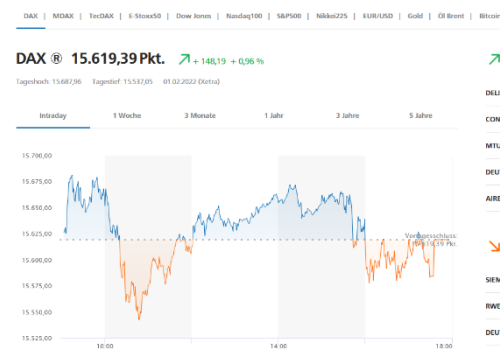 DAX | MDAX | TecDAX | E-Stoxx50 | Dow Jones | Nasdaq100 | S&P500 | Nikkei225 | EUR/USD | Gold | Öl Brent | Bitcoin
DAX ® 15.619,39 Pkt. + 148,19 + 0,96 %
Tageshoch: 15.687,96 Tagestief: 15.537,05 01.02.2022 (Xetra)
Intraday 1 Woche 3 Monate 1 Jahr 3 Jahre 5 Jahre
15.700,00
15.675,00
15.650,00
15.625,00
15.600,00
15.575,00
15.550,00
15.525,00
15.619,39 Pkt.
10:00 14:00 18:00
DELI
CON
MTU
DEU
AIRE
SIEM
RWE
DEU